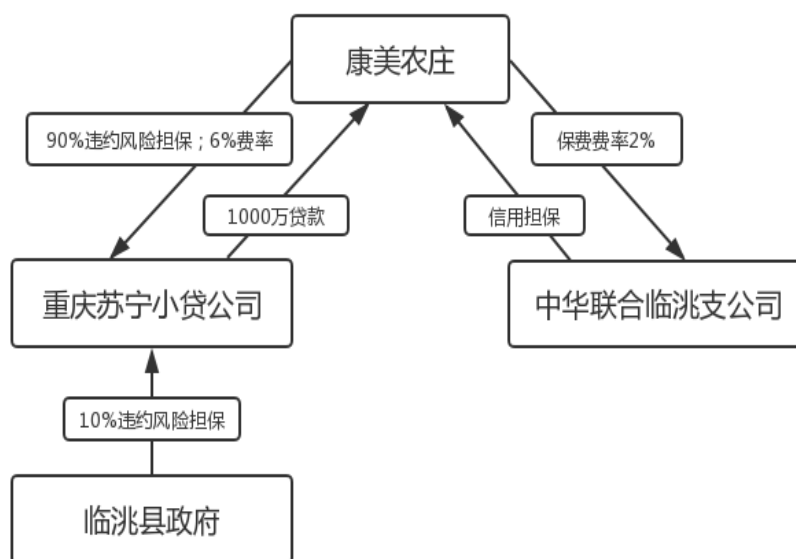 康美农庄
90%违约风险担保；6%费率
保费费率2%
1000万贷款
信用担保
重庆苏宁小贷公司
中华联合临洮支公司
10%违约风险担保
临洮县政府